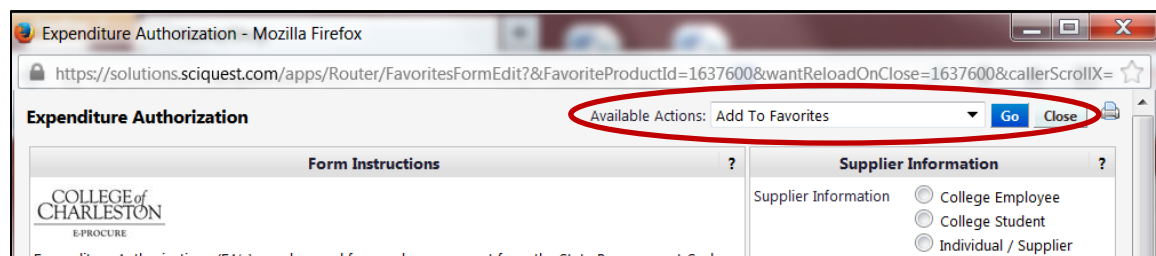 Expenditure Authorization - Mozilla Firefox
https://solutions.sciquest.com/apps/Router/FavoritesFormEdit?&FavoriteProductId=1637600&wantReloadOnClose=1637600&callerScrollX=
Expenditure Authorization
Available Actions: Add To Favorites Go Close
Form Instructions ?
COLLEGE of
CHARLESTON
E-PROCURE
Supplier Information ?
Supplier Information College Employee
College Student
Individual / Supplier